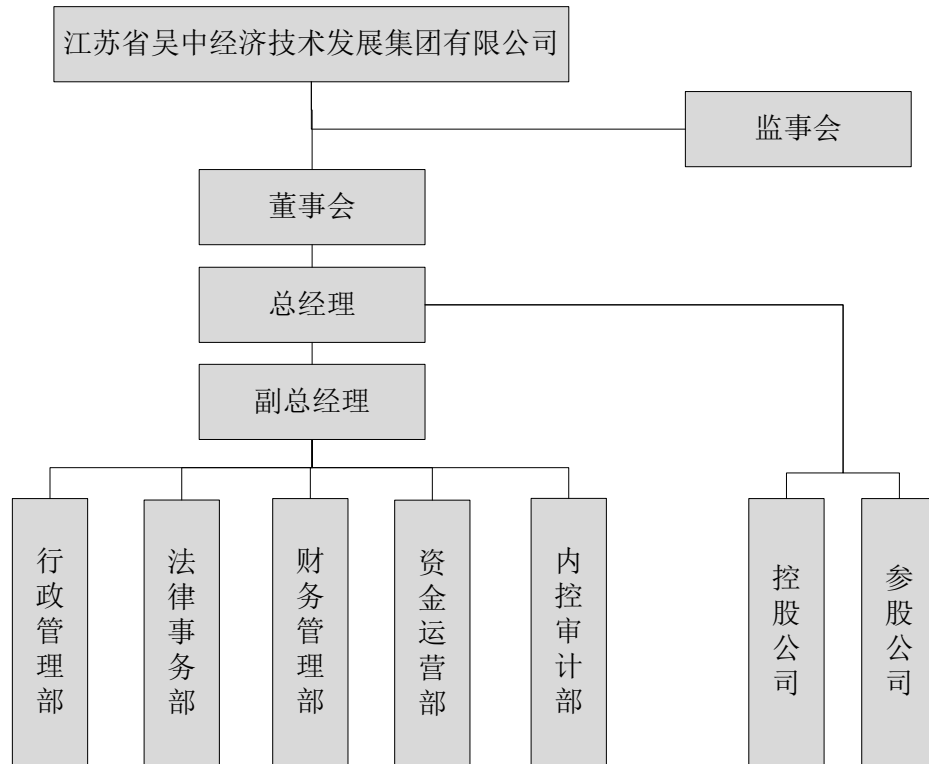 江苏省吴中经济技术发展集团有限公司
监事会
董事会
总经理
副总经理
行政管理部
法律事务部
财务管理部
资金运营部
内控审计部
控股公司
参股公司